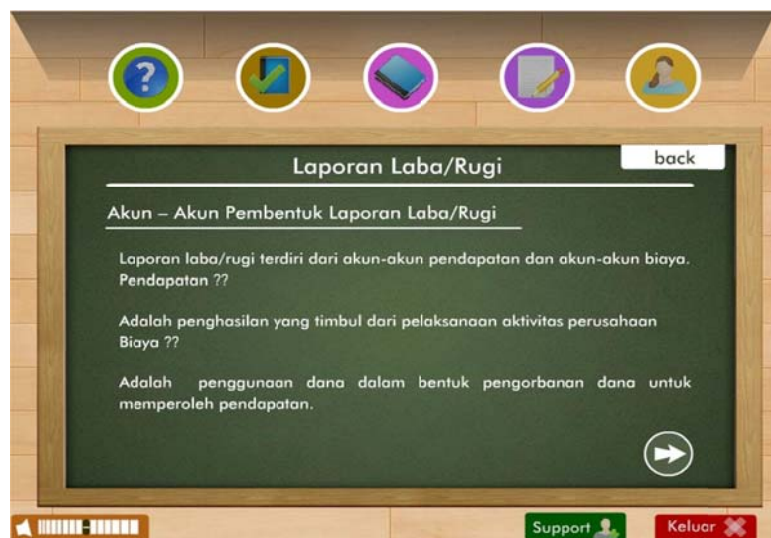 back
Laporan Laba/Rugi
Akun – Akun Pembentuk Laporan Laba/Rugi
Laporan laba/rugi terdiri dari akun-akun pendapatan dan akun-akun biaya.
Pendapatan ??
Adalah penghasilan yang timbul dari pelaksanaan aktivitas perusahaan
Biaya ??
Adalah penggunaan dana dalam bentuk pengorbanan dana untuk
memperoleh pendapatan.
Support
Keluar